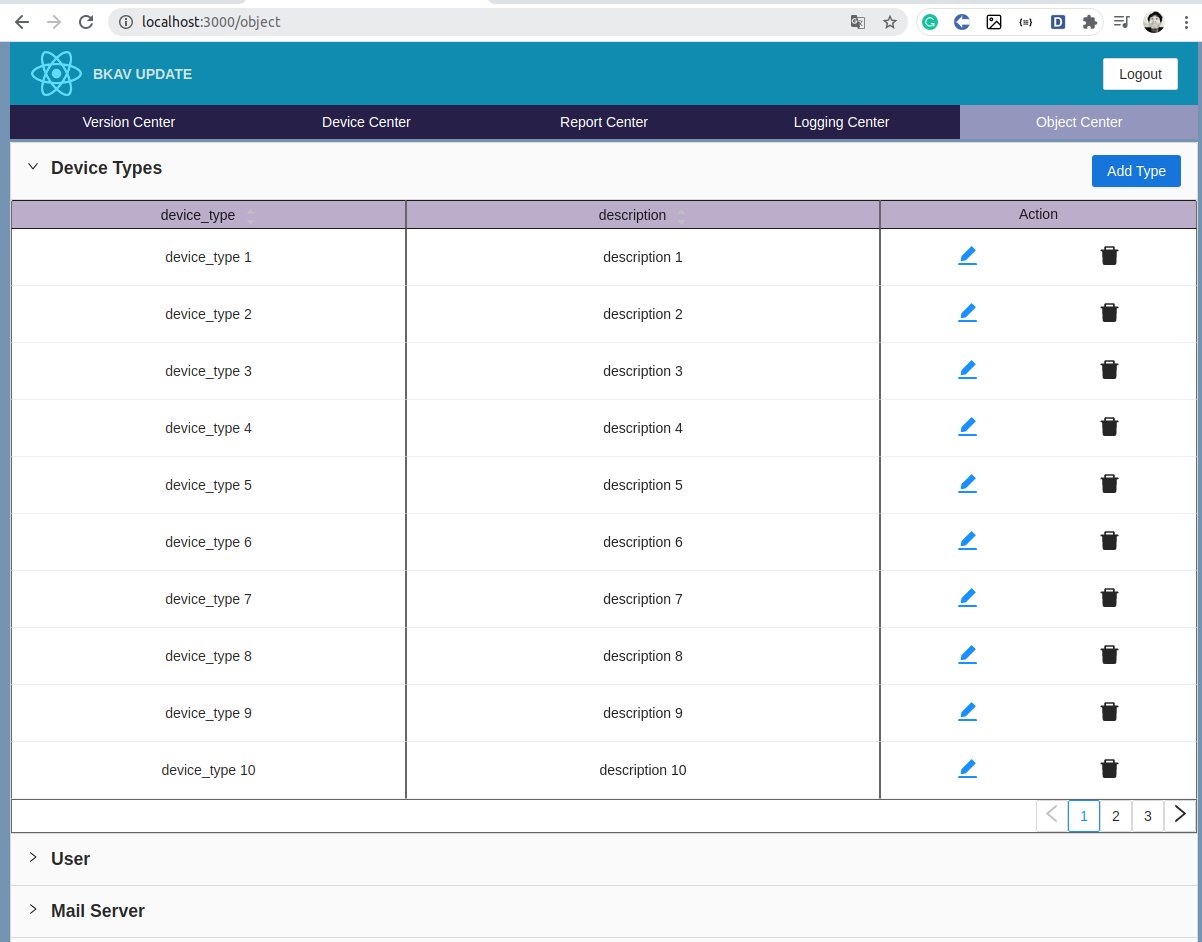 localhost:3000/object
BKAV UPDATE
Logout
Version Center Device Center Report Center Logging Center Object Center
Device Types
Add Type
device_type description Action
device_type 1 description 1
device_type 2 description 2
device_type 3 description 3
device_type 4 description 4
device_type 5 description 5
device_type 6 description 6
device_type 7 description 7
device_type 8 description 8
device_type 9 description 9
device_type 10 description 10
1 2 3
User
Mail Server